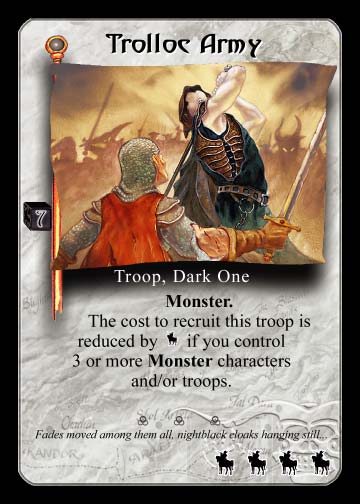 Trolloc Army
7
Troop, Dark One
Monster.
The cost to recruit this troop is
reduced by if you control
3 or more Monster characters
and/or troops.
Fades moved among them all, nightblack cloaks hanging still...
KANDOR